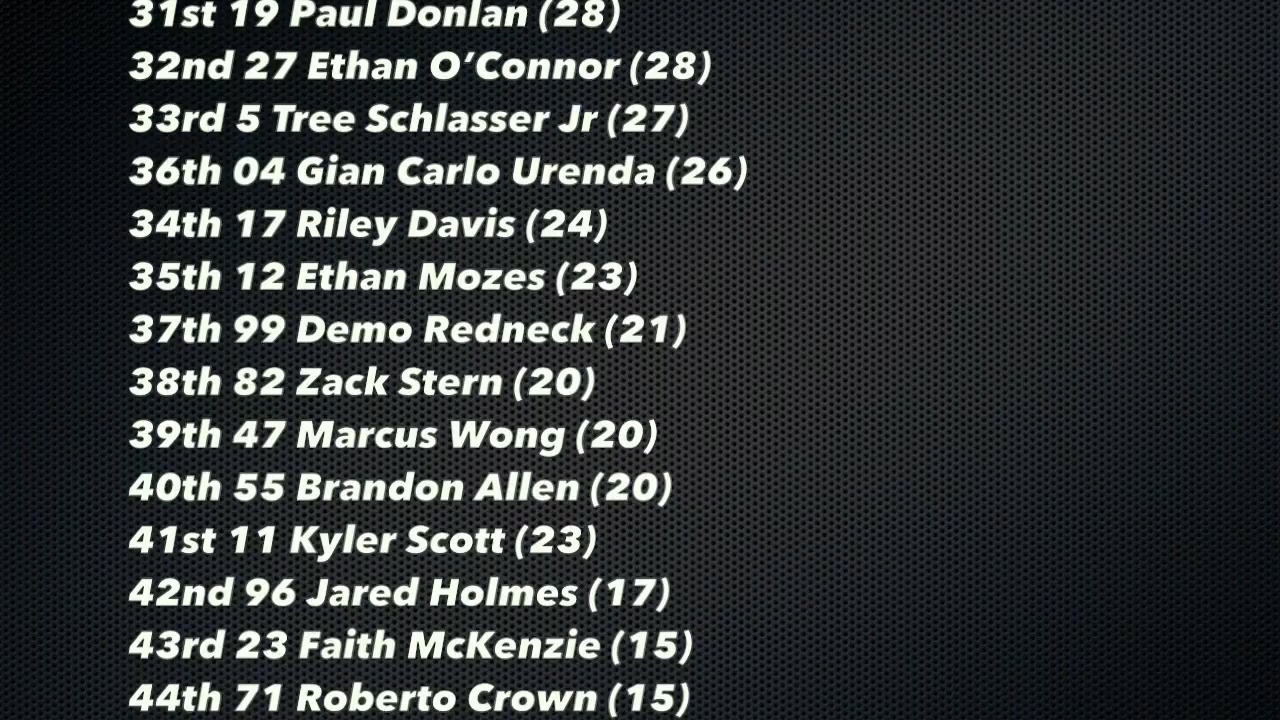 31st 19 Paul Donlan (28)
32nd 27 Ethan O’Connor (28)
33rd 5 Tree Schlasser Jr (27)
36th 04 Gian Carlo Urenda (26)
34th 17 Riley Davis (24)
35th 12 Ethan Mozes (23)
37th 99 Demo Redneck (21)
38th 82 Zack Stern (20)
39th 47 Marcus Wong (20)
40th 55 Brandon Allen (20)
41st 11 Kyler Scott (23)
42nd 96 Jared Holmes (17)
43rd 23 Faith McKenzie (15)
44th 71 Roberto Crown (15)